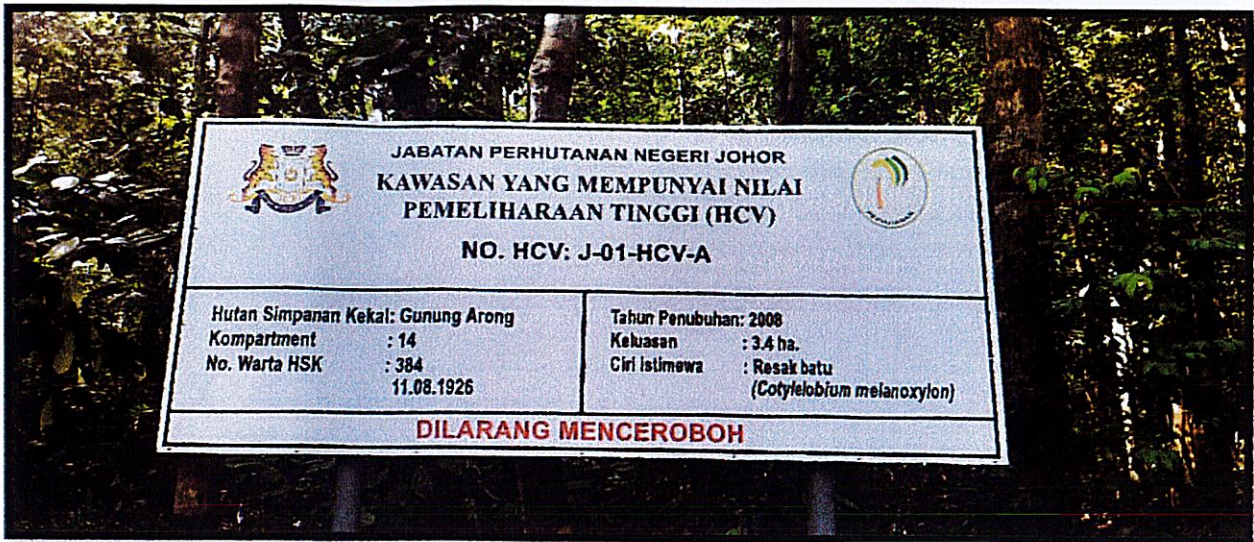 JABATAN PERHUTANAN NEGERI JOHOR
KAWASAN YANG MEMPUNYAI NILAI
PEMELIHARAAN TINGGI (HCV)
NO. HCV: J-01-HCV-A
PERHUTANAN
Hutan Simpanan Kekal: Gunung Arong
Kompartment : 14
No. Warta HSK : 384
11.08.1926
Tahun Penubuhan: 2008
Keluasan : 3.4 ha.
Ciri istimewa : Resak batu
(Cotylelobium melanoxylon)
DILARANG MENCEROBOH